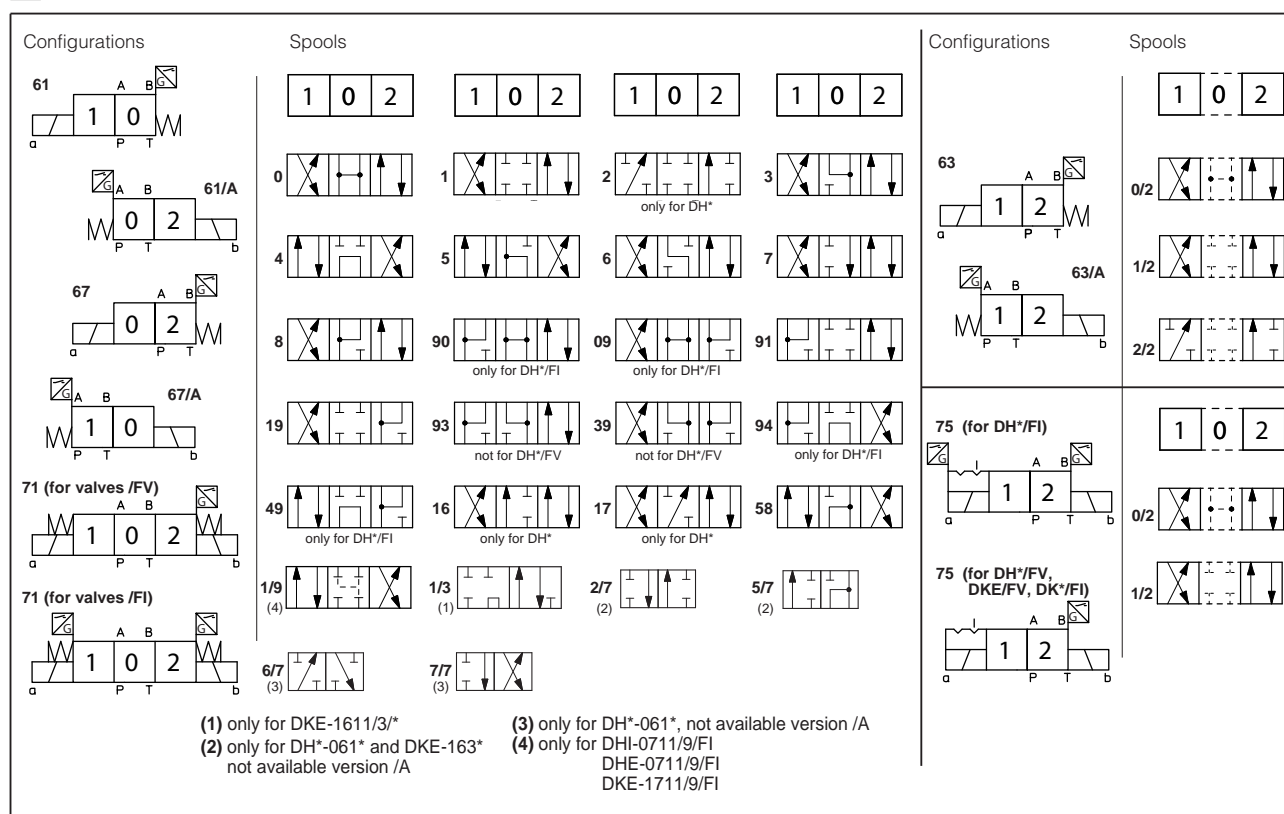 Configurations
Spools
61
A B
G
1 0
a
P T
G
A B
61/A
0 2
P T
b
67
A B
G
0 2
a
P T
G
A B
67/A
1 0
P T
b
71 (for valves /FV)
A B
G
1 0 2
a
P T
b
71 (for valves /FI)
G
A B
G
1 0 2
a
P T
b
1 0 2
1 0 2
1 0 2
1 0 2
0
1
2
3
only for DH*
4
5
6
7
8
90
09
91
only for DH*/FI
only for DH*/FI
19
93
39
94
not for DH*/FV
not for DH*/FV
only for DH*/FI
49
16
17
58
only for DH*/FI
only for DH*
only for DH*
1/9
1/3
2/7
5/7
(4)
(1)
(2)
(2)
6/7
7/7
(3)
(3)
(1) only for DKE-1611/3/*
(2) only for DH*-061* and DKE-163*
not available version /A
(3) only for DH*-061*, not available version /A
(4) only for DHI-0711/9/FI
DHE-0711/9/FI
DKE-1711/9/FI
Configurations
Spools
1 0 2
63
A B
G
1 2
a
P T
G
A B
63/A
1 2
P T
b
0/2
1/2
2/2
75 (for DH*/FI)
G
A B
G
1 2
a
P T
b
75 (for DH*/FV,
DKE/FV, DK*/FI)
A B
G
1 2
a
P T
b
1 0 2
0/2
1/2